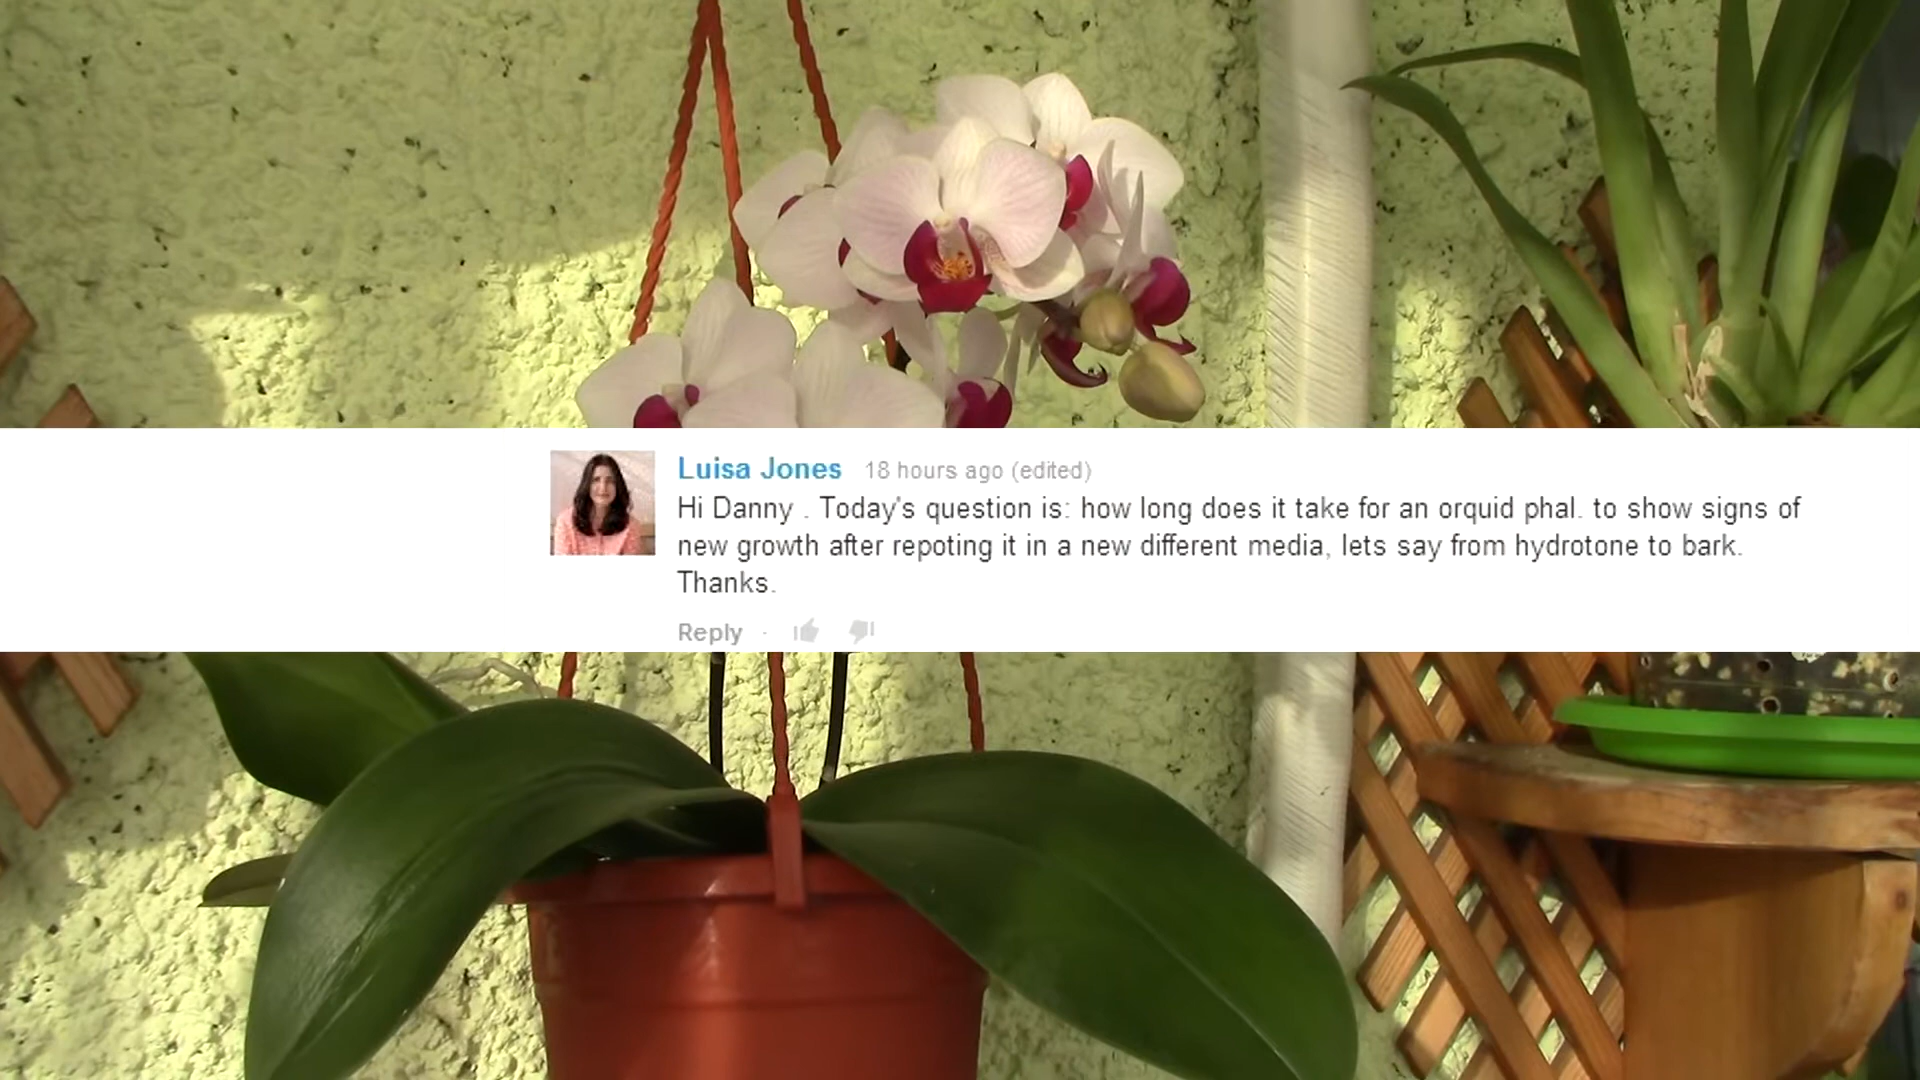 Luisa Jones 18 hours ago (edited)
Hi Danny . Today's question is: how long does it take for an orquid phal. to show signs of
new growth after repoting it in a new different media, lets say from hydrotone to bark.
Thanks.
Reply ·